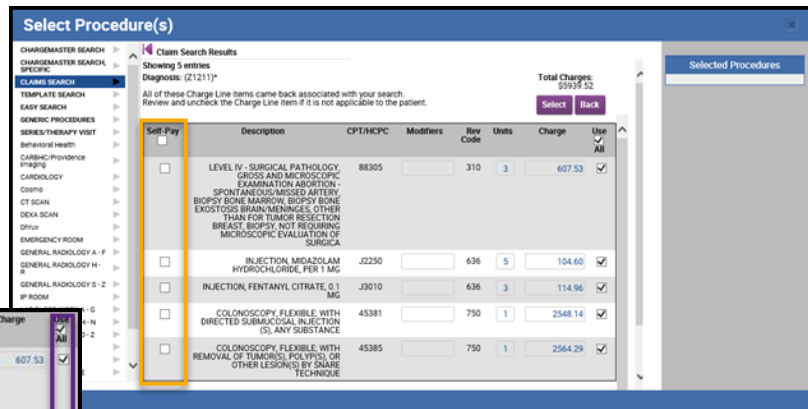 Select Procedure(s)
CHARGEMASTER SEARCH
CHARGEMASTER SEARCH,
SPECIFIC
CLAIMS SEARCH
TEMPLATE SEARCH
EASY SEARCH
GENERIC PROCEDURES
SERIES/THERAPY VISIT
Behavioral Health
CARBHC/Providence
Imaging
CARDIOLOGY
Cosmo
CT SCAN
DEXA SCAN
Dhruv
EMERGENCY ROOM
GENERAL RADIOLOGY A - F
GENERAL RADIOLOGY H -
R
GENERAL RADIOLOGY S - Z
IP ROOM
Claim Search Results
Showing 5 entries
Diagnosis: (Z1211)*
All of these Charge Line items came back associated with your search.
Review and uncheck the Charge Line item if it is not applicable to the patient.
Total Charges:
$5939.52
Select Back
Self-Pay Description CPT/HCPC Modifiers Rev Code Units Charge Use All
LEVEL IV - SURGICAL PATHOLOGY, 88305 310 3 607.53
GROSS AND MICROSCOPIC
EXAMINATION ABORTION -
SPONTANEOUS/MISSED ARTERY,
BIOPSY BONE MARROW, BIOPSY BONE
EXOSTOSIS BRAIN/MENINGES, OTHER
THAN FOR TUMOR RESECTION
BREAST, BIOPSY, NOT REQUIRING
MICROSCOPIC EVALUATION OF
SURGICA
INJECTION, MIDAZOLAM J2250 636 5 104.60
HYDROCHLORIDE, PER 1 MG
INJECTION, FENTANYL CITRATE, 0.1 J3010 636 3 114.96
MG
COLONOSCOPY, FLEXIBLE; WITH 45381 750 1 2548.14
DIRECTED SUBMUCOSAL INJECTION
(S), ANY SUBSTANCE
COLONOSCOPY, FLEXIBLE; WITH 45385 750 1 2564.29
REMOVAL OF TUMOR(S), POLYP(S), OR
OTHER LESION(S) BY SNARE
TECHNIQUE
Selected Procedures
- G
H - N
O - Z
E
Charge
All
607.53